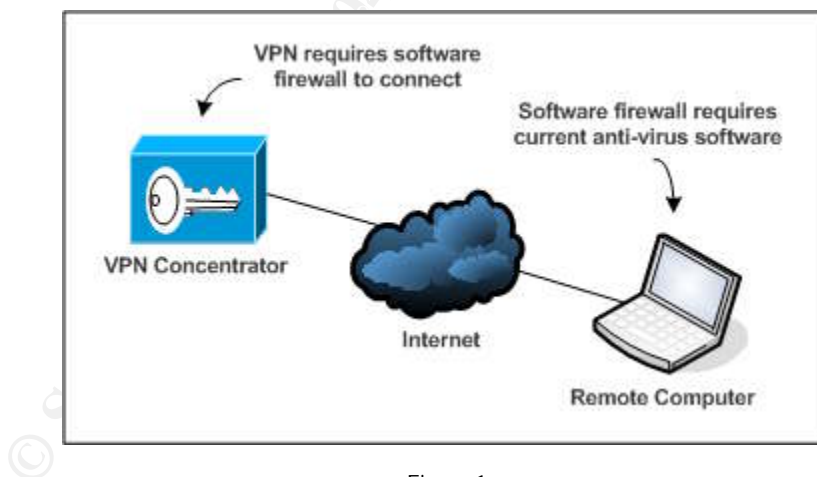 VPN requires software
firewall to connect
Software firewall requires
current anti-virus software
VPN Concentrator
Internet
Remote Computer
©